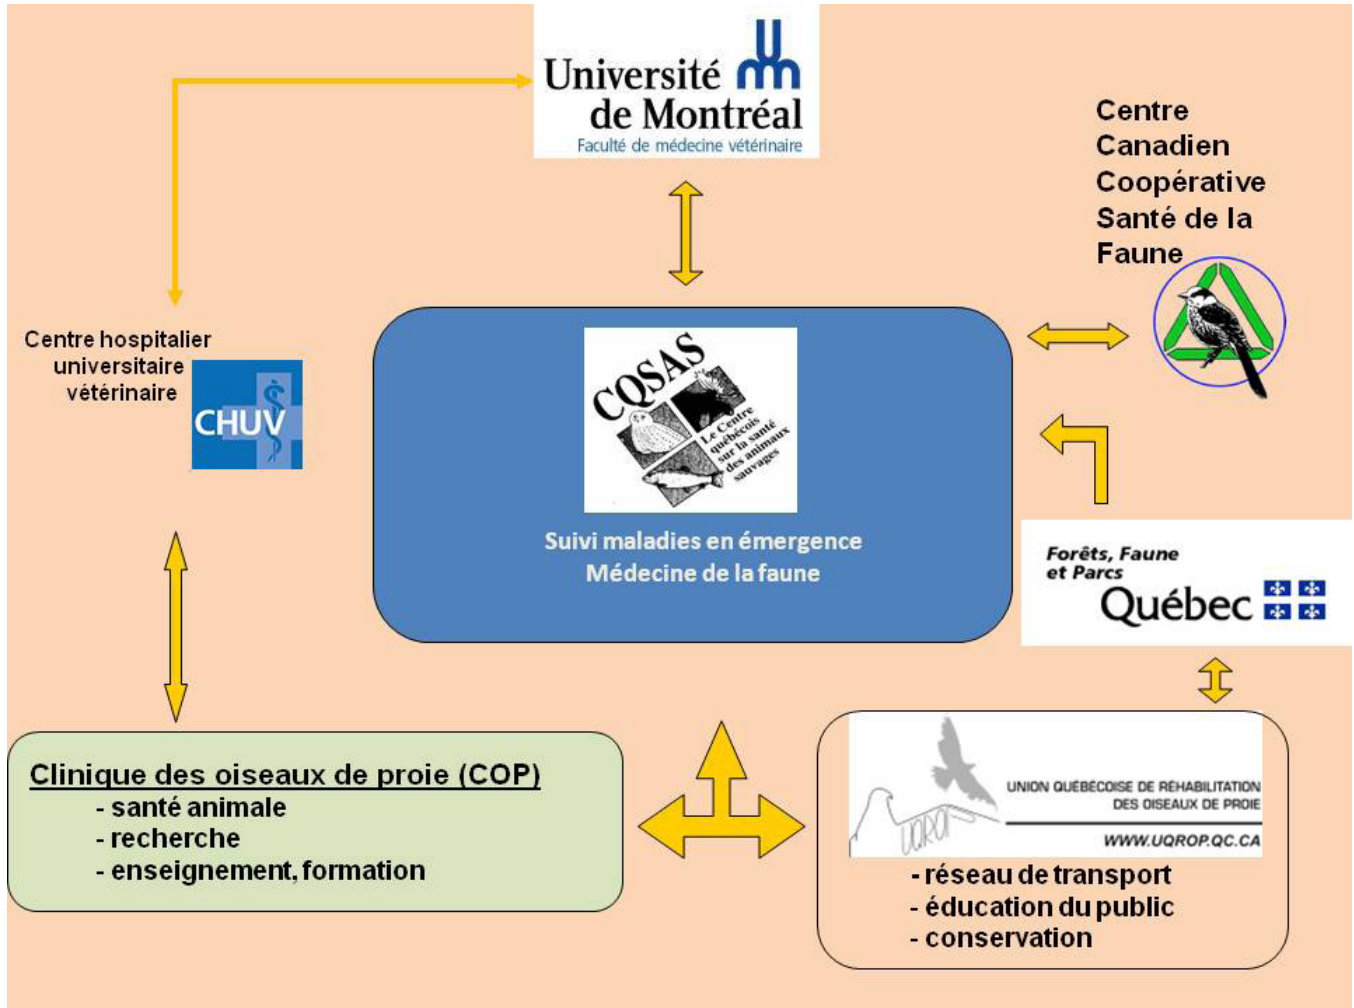 Université
de Montréal
Faculté de médecine vétérinaire
Centre
Canadien
Coopérative
Santé de la
Faune
Centre hospitalier
universitaire
vétérinaire
CHUV
CQSAS
Le Centre
québécois
sur la santé
des animaux
sauvages
Suivi maladies en émergence
Médecine de la faune
Forêts, Faune
et Parcs
Québec
Clinique des oiseaux de proie (COP)
- santé animale
- recherche
- enseignement, formation
UQROP
UNION QUÉBÉCOISE DE RÉHABILITATION
DES OISEAUX DE PROIE
WWW.UQROP.QC.CA
- réseau de transport
- éducation du public
- conservation